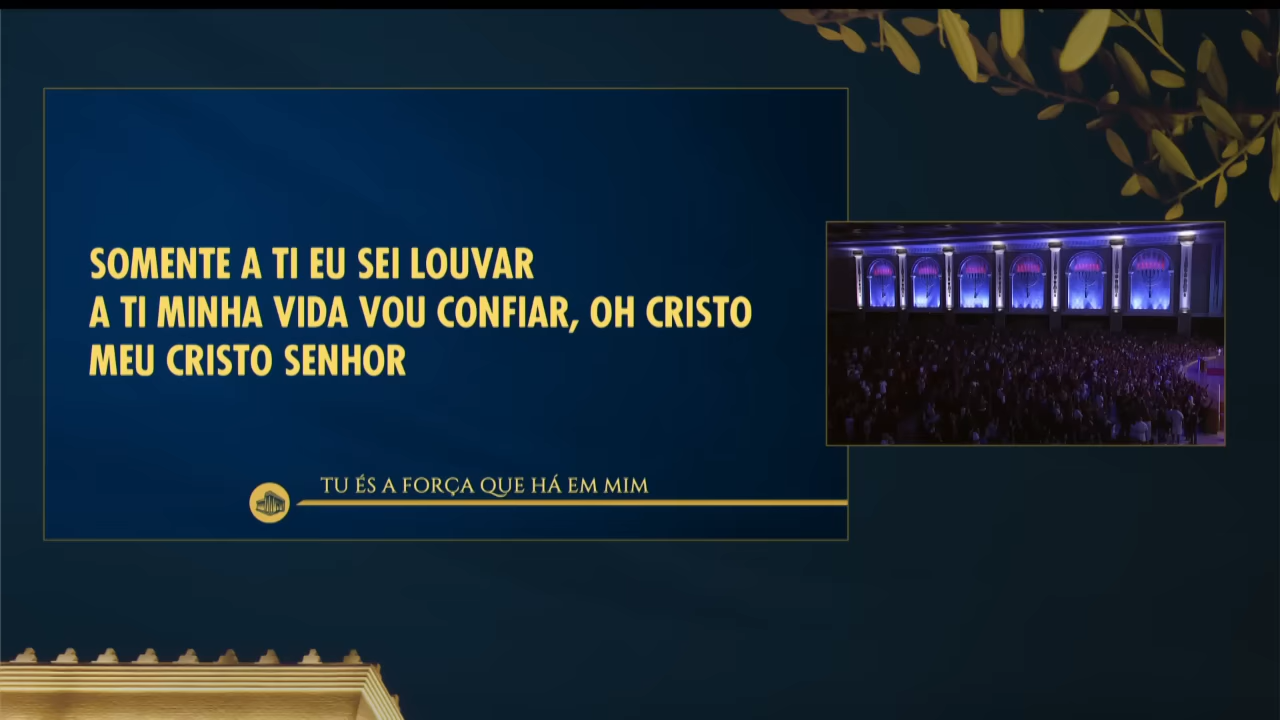 SOMENTE A TI EU SEI LOUVAR
A TI MINHA VIDA VOU CONFIAR, OH CRISTO
MEU CRISTO SENHOR
TU ÉS A FORÇA QUE HÁ EM MIM